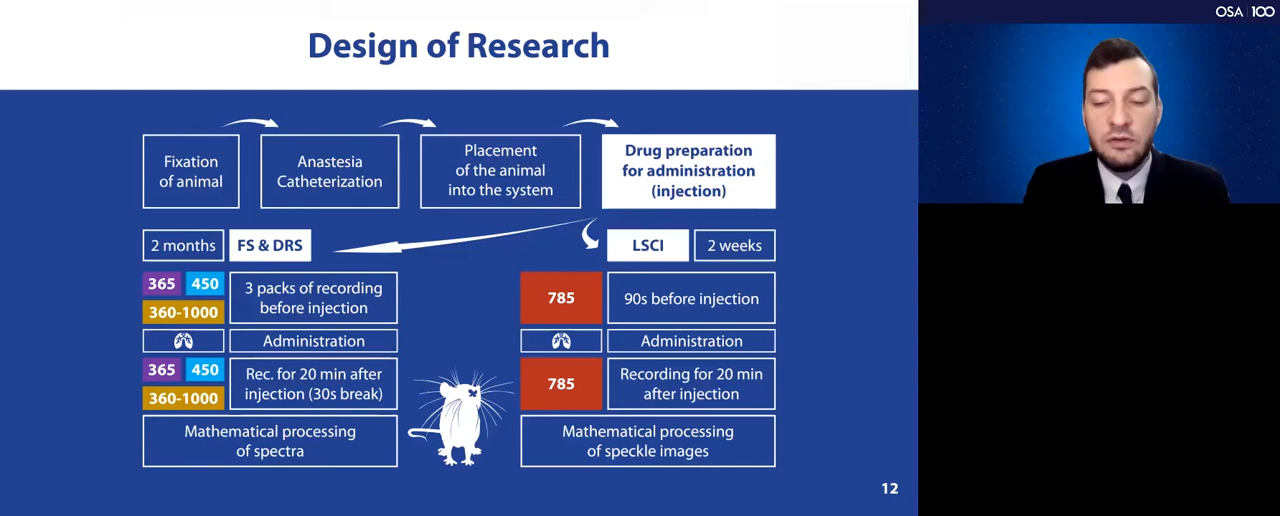 Design of Research
OSA | 100
Fixation
of animal
Anastesia
Catheterization
Placement
of the animal
into the system
Drug preparation
for administration
(injection)
2 months
FS & DRS
LSCI
2 weeks
365
450
360-1000
3 packs of recording
before injection
785
90s before injection
Administration
Administration
365
450
360-1000
Rec. for 20 min after
injection (30s break)
785
Recording for 20 min
after injection
Mathematical processing
of spectra
Mathematical processing
of speckle images
12